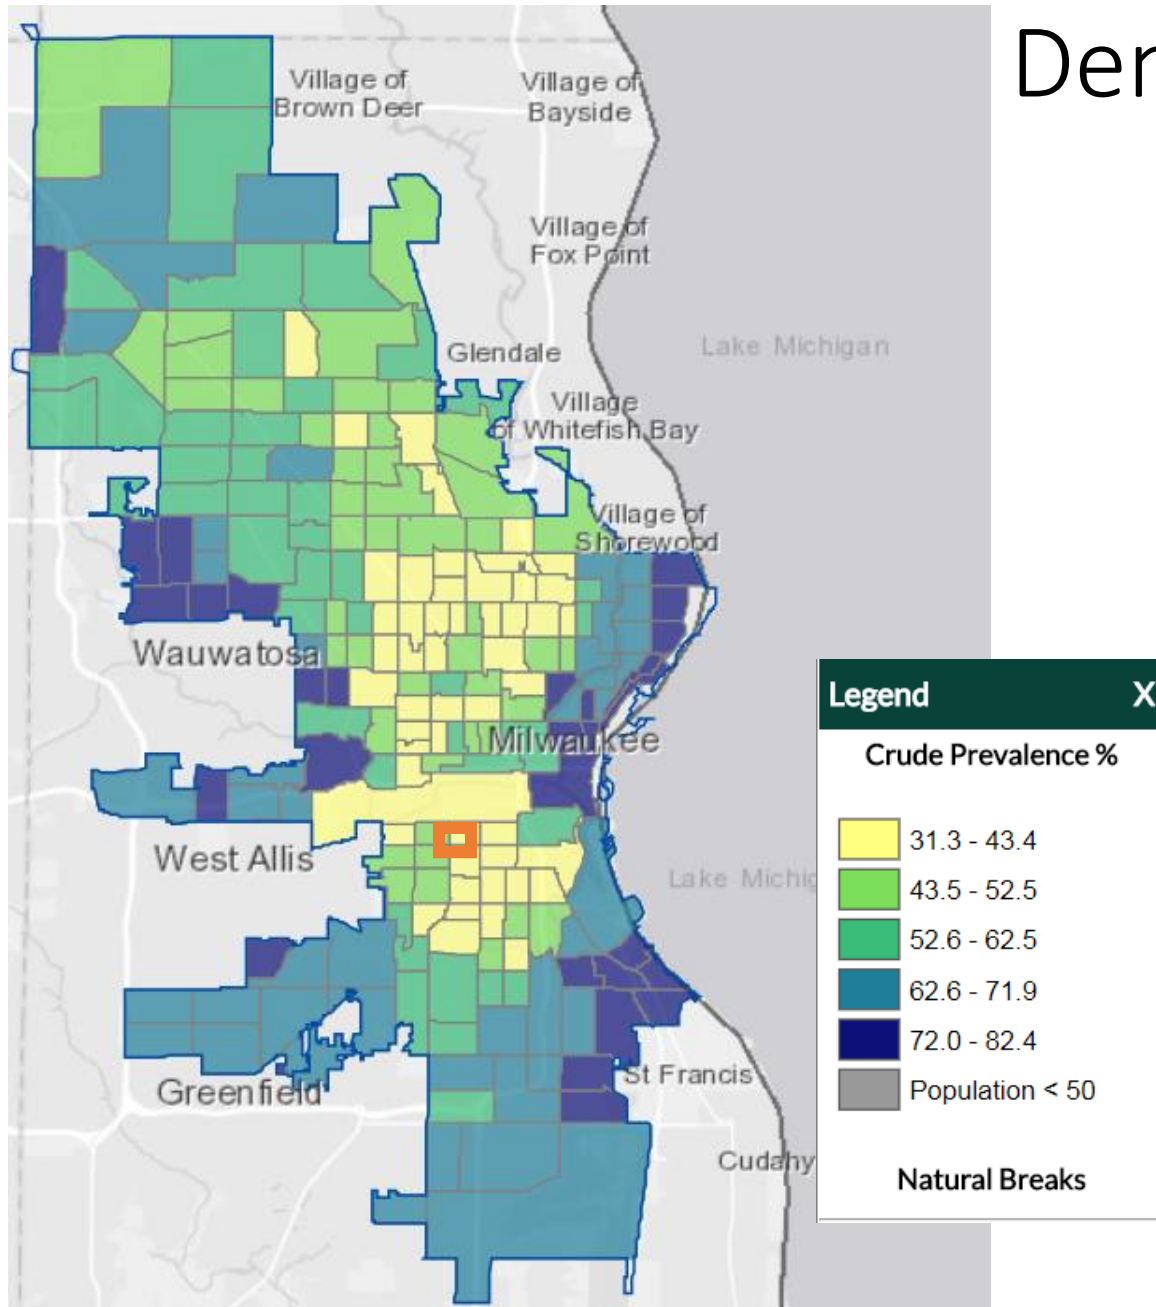 Der
Village of
Brown Deer
Village of
Bayside
Village of
Fox Point
Lake Michigan
Glendale
Village
of Whitefish Bay
Village of
Shorewood
Wauwatosa
Legend X
Milwaukee
Crude Prevalence %
31.3 - 43.4
West Allis
Lake Michig
43.5 - 52.5
52.6 - 62.5
62.6 - 71.9
72.0 - 82.4
St Francis
Greenfield
Population < 50
Cudahy
Natural Breaks